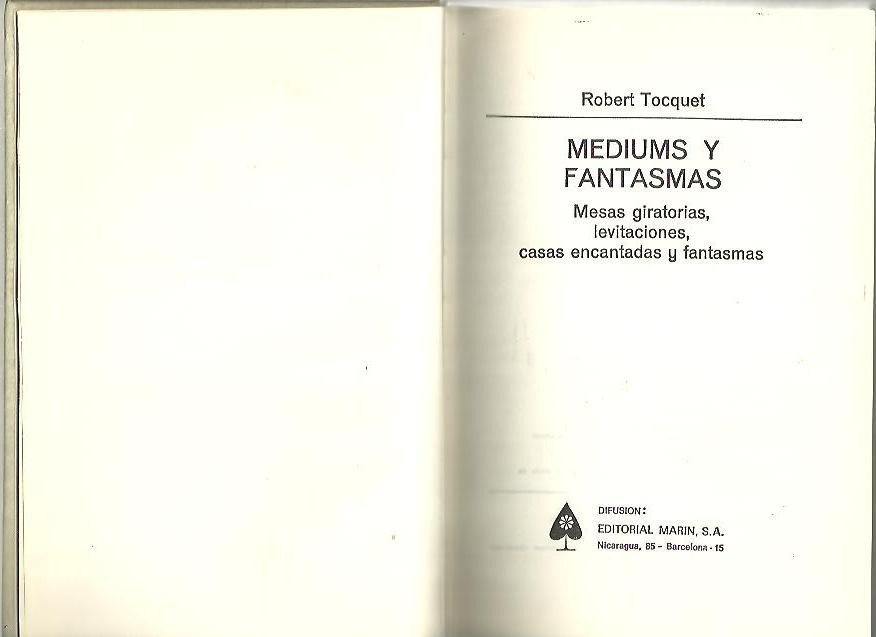 Robert Tocquet
MEDIUMS Y
FANTASMAS
Mesas giratorias,
levitaciones,
casas encantadas y fantasmas
DIFUSION:
EDITORIAL MARIN, S.A.
Nicaragua, 85 - Barcelona - 15